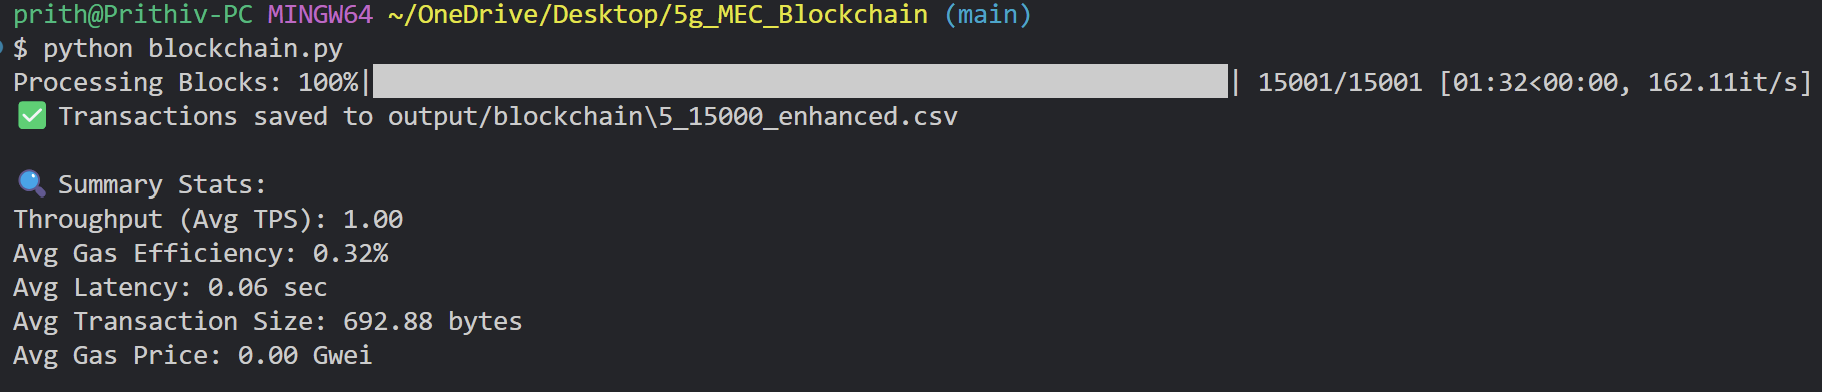 prith@Prithiv-PC MINGW64 ~/OneDrive/Desktop/5g_MEC_Blockchain (main)
$ python blockchain.py
Processing Blocks: 100%|██████████| 15001/15001 [01:32<00:00, 162.11it/s]
✅ Transactions saved to output/blockchain\5_15000_enhanced.csv
🔍 Summary Stats:
Throughput (Avg TPS): 1.00
Avg Gas Efficiency: 0.32%
Avg Latency: 0.06 sec
Avg Transaction Size: 692.88 bytes
Avg Gas Price: 0.00 Gwei